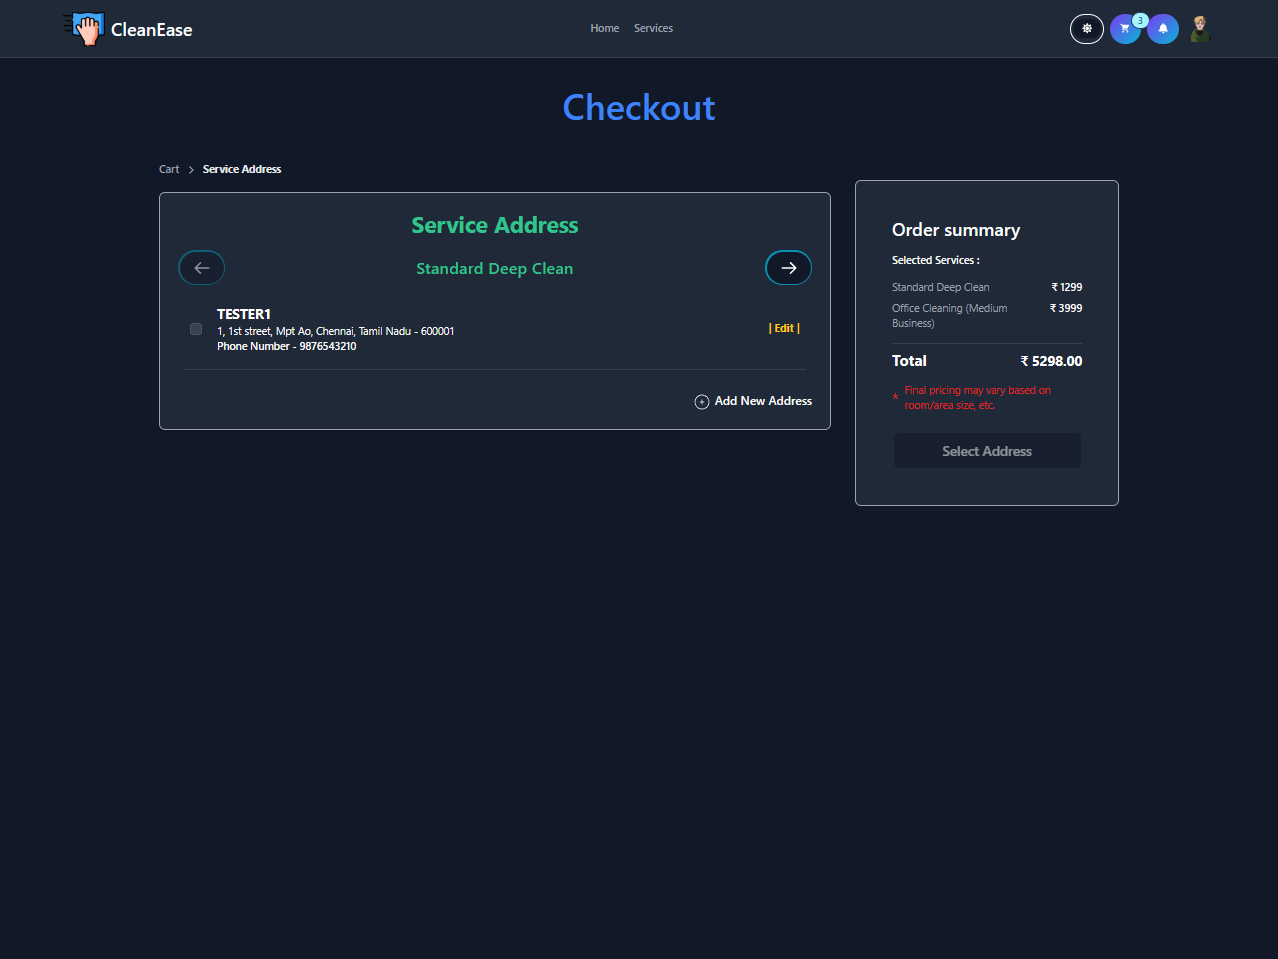 CleanEase
Home
Services
3
Checkout
Cart > Service Address
Service Address
Standard Deep Clean
TESTER1
1, 1st street, Mpt Ao, Chennai, Tamil Nadu - 600001
Phone Number - 9876543210
| Edit |
Add New Address
Order summary
Selected Services :
Standard Deep Clean ₹ 1299
Office Cleaning (Medium ₹ 3999
Business)
Total ₹ 5298.00
* Final pricing may vary based on
room/area size, etc.
Select Address